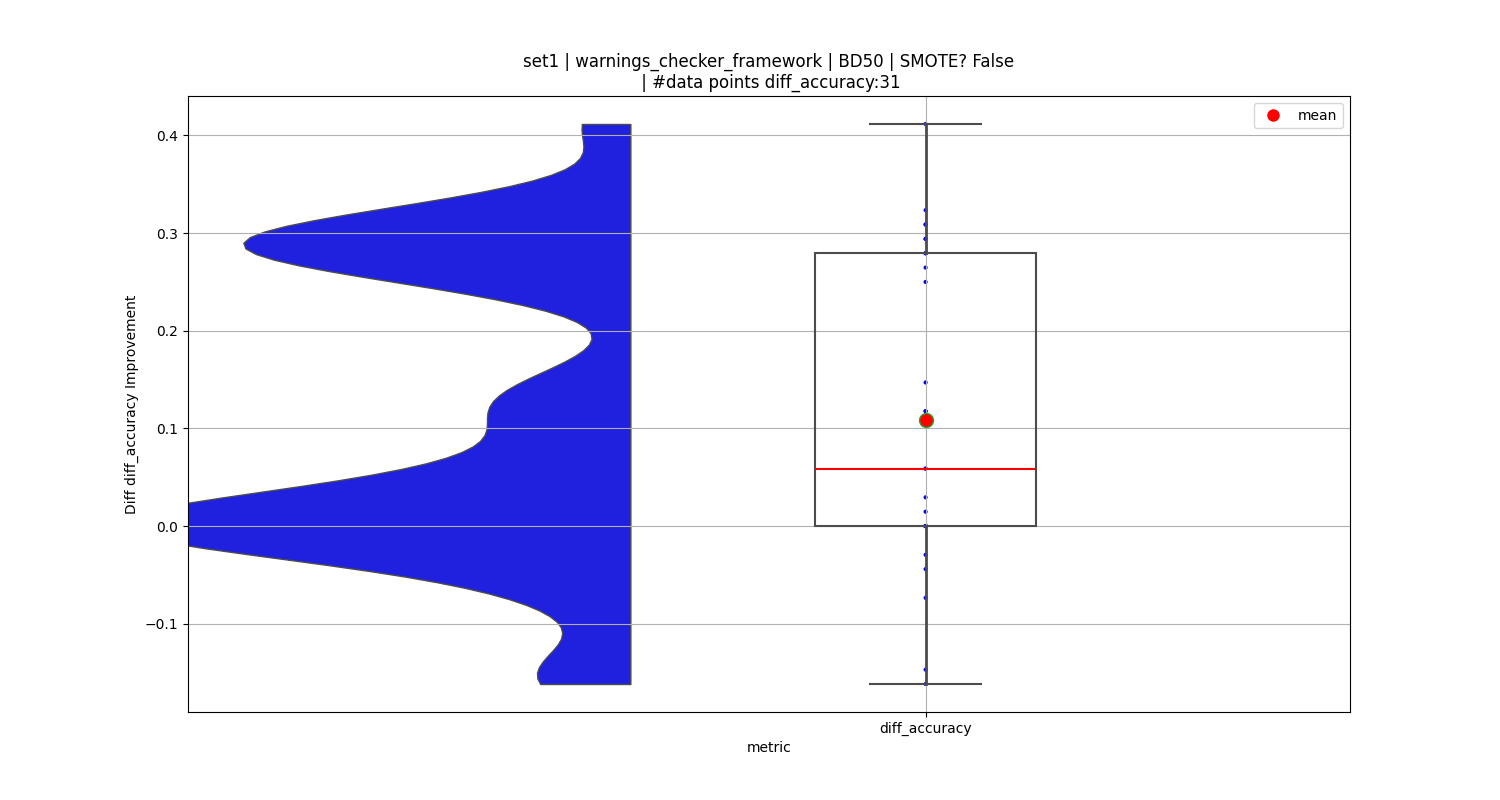 set1 | warnings_checker_framework | BD50 | SMOTE? False
| #data points diff_accuracy:31
mean
0.4
0.3
0.2
0.1
0.0
−0.1
Diff diff_accuracy Improvement
diff_accuracy
metric